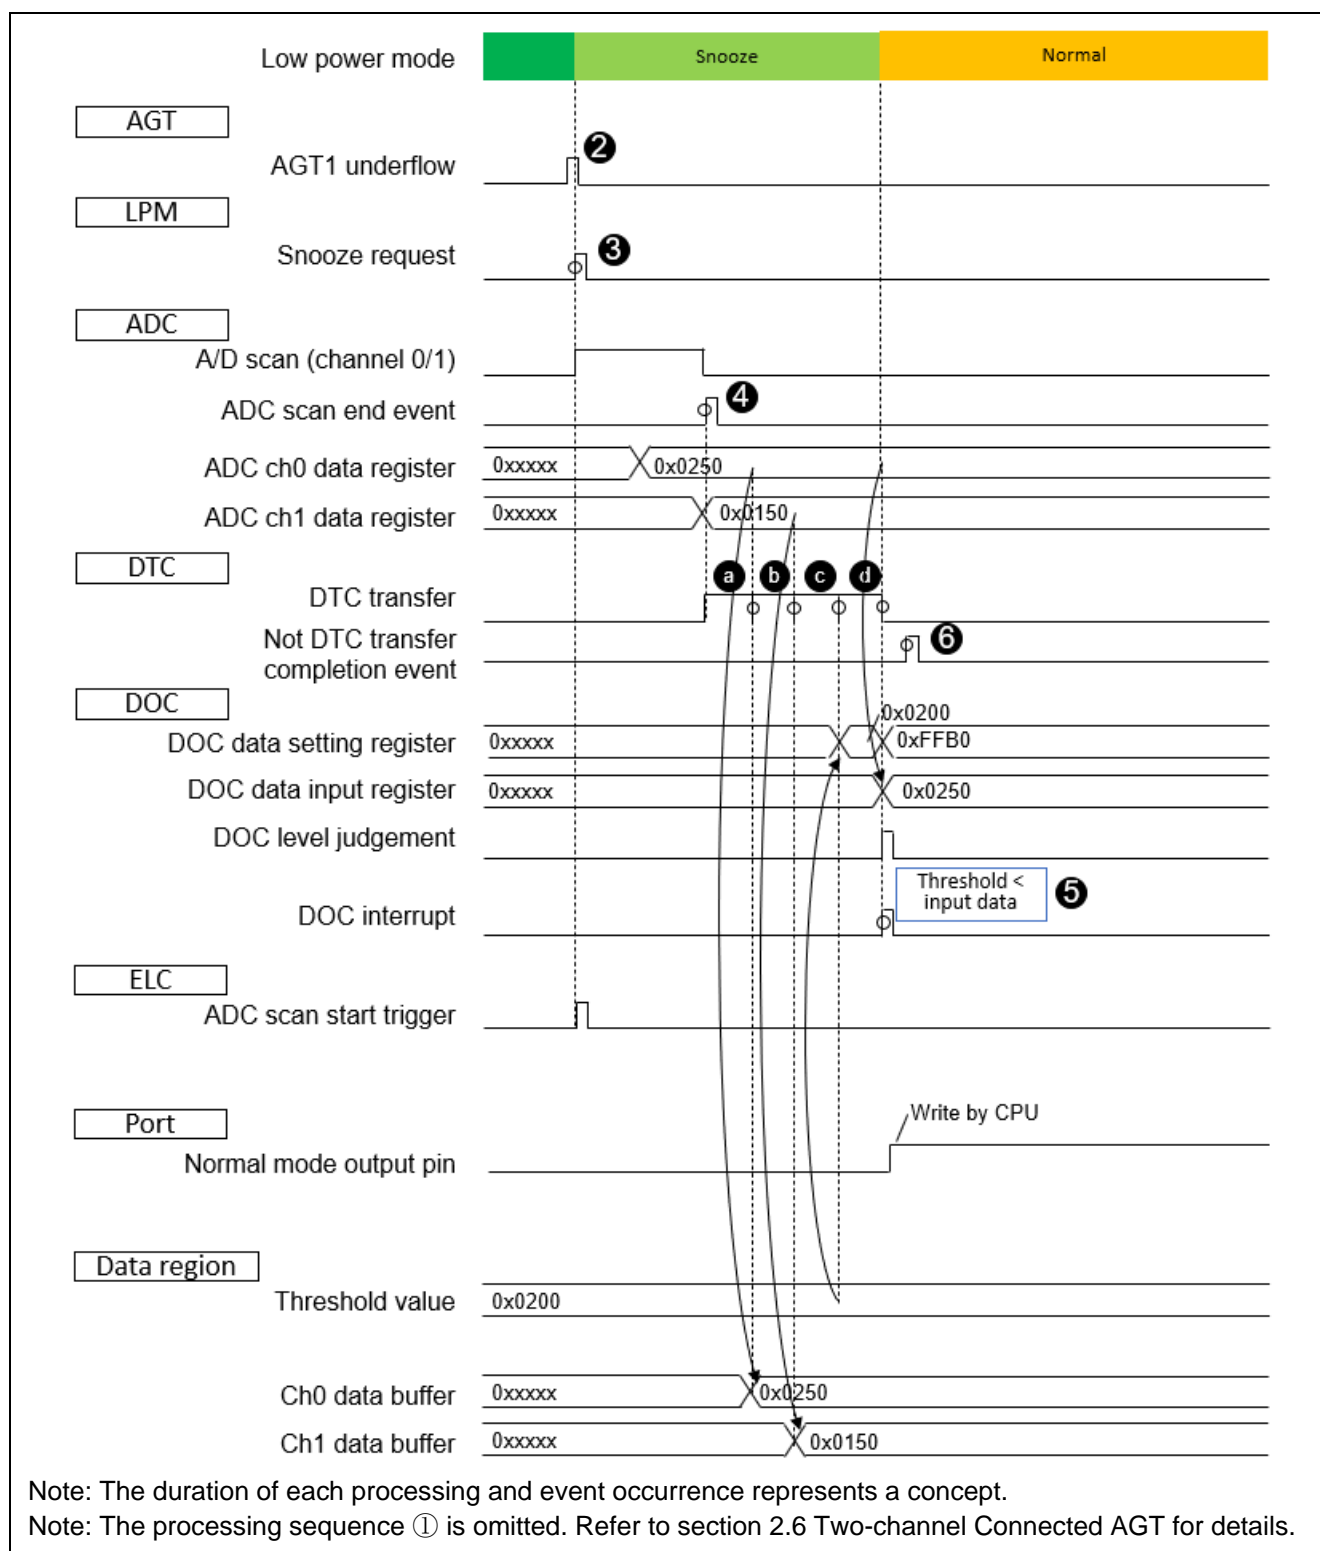 Low power mode
Snooze
Normal
AGT
AGT1 underflow
❷
LPM
Snooze request
❸
ADC
A/D scan (channel 0/1)
ADC scan end event
❹
ADC ch0 data register
0xxxxx
0x0250
ADC ch1 data register
0xxxxx
0x0150
DTC
a b c d
DTC transfer
Not DTC transfer
completion event
❻
DOC
0x0200
DOC data setting register
0xxxxx
0xFFB0
DOC data input register
0xxxxx
0x0250
DOC level judgement
Threshold <
input data
❺
DOC interrupt
ELC
ADC scan start trigger
Port
Write by CPU
Normal mode output pin
Data region
Threshold value
0x0200
Ch0 data buffer
0xxxxx
0x0250
Ch1 data buffer
0xxxxx
0x0150
Note: The duration of each processing and event occurrence represents a concept.
Note: The processing sequence ① is omitted. Refer to section 2.6 Two-channel Connected AGT for details.